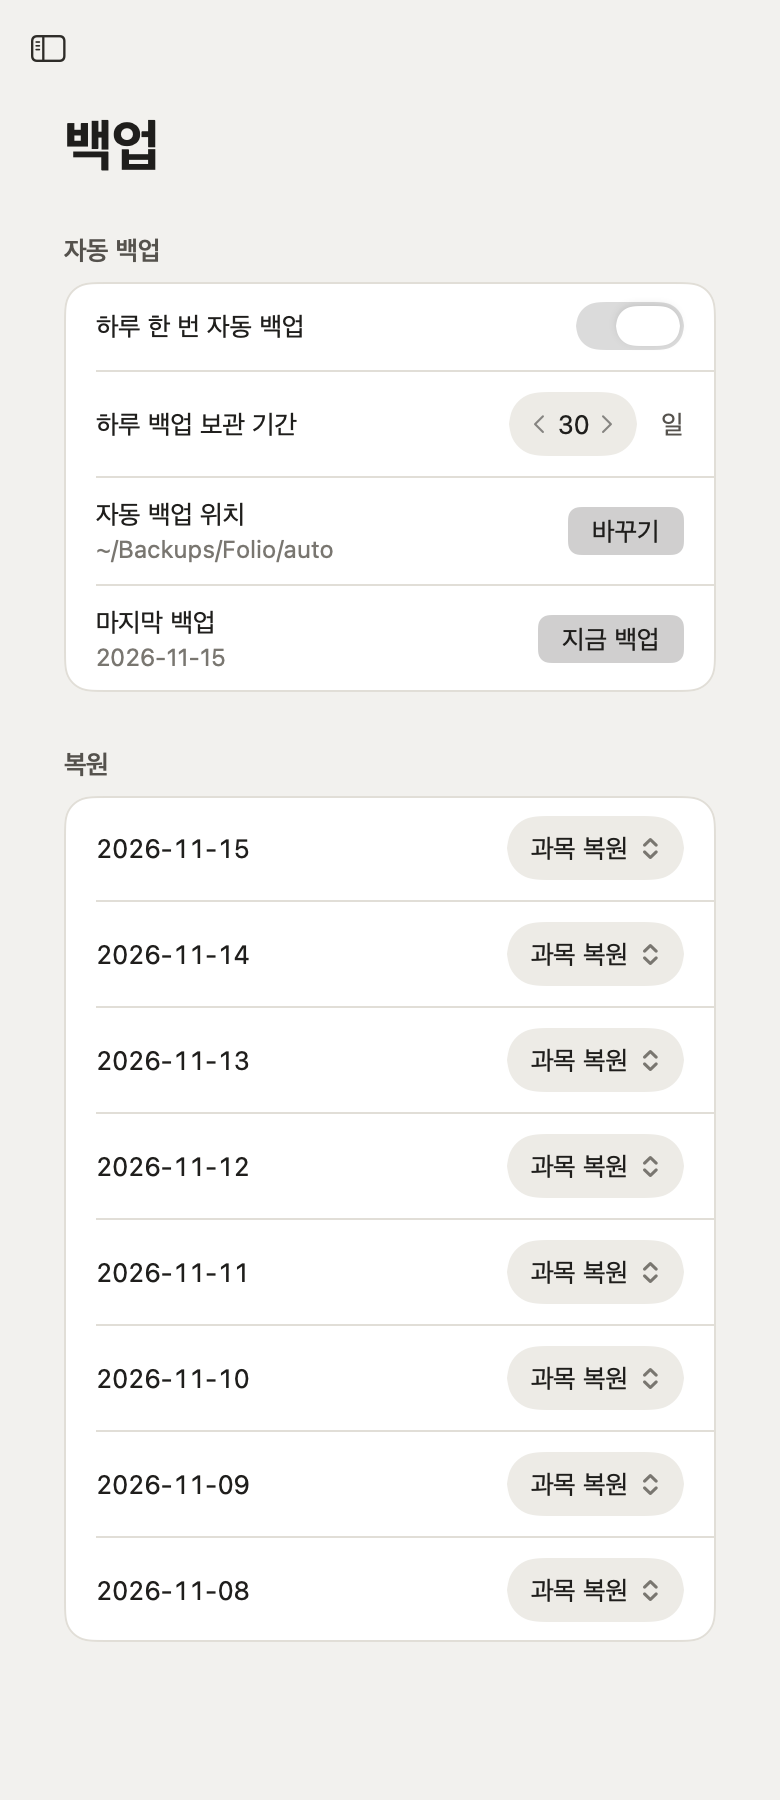 백업
자동 백업
하루 한 번 자동 백업
하루 백업 보관 기간
30
일
자동 백업 위치
~/Backups/Folio/auto
바꾸기
마지막 백업
2026-11-15
지금 백업
복원
2026-11-15
과목 복원
2026-11-14
과목 복원
2026-11-13
과목 복원
2026-11-12
과목 복원
2026-11-11
과목 복원
2026-11-10
과목 복원
2026-11-09
과목 복원
2026-11-08
과목 복원